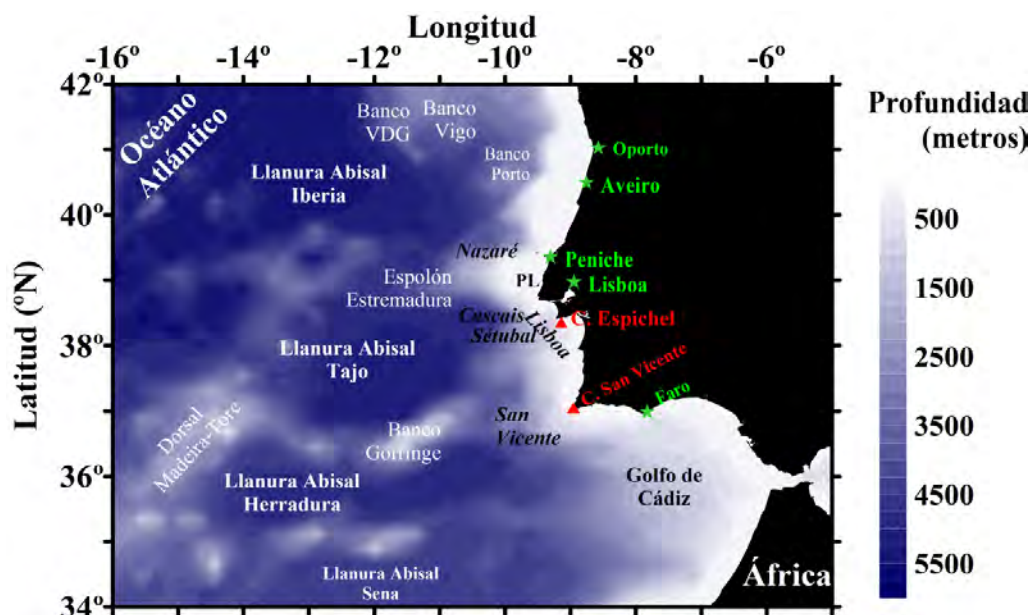 Longitud
-16º
-14º
-12º
-10º
-8º
-6º
Latitud (ºN)
42º
40º
38º
36º
34º
Océano
Atlántico
Banco
VDG
Banco
Vigo
Banco
Porto
Llanura Abisal
Iberia
Oporto
Aveiro
Nazaré
Peniche
PL
Lisboa
Espolón
Estremadura
Cascais
Sétubal
Lisboa
C. Espichel
Llanura Abisal
Tajo
C. San Vicente
Faro
San
Vicente
Dorsal
Madeira-Tore
Banco
Gorringe
Llanura Abisal
Herradura
Golfo de
Cádiz
Llanura Abisal
Sena
África
Profundidad
(metros)
500
1500
2500
3500
4500
5500